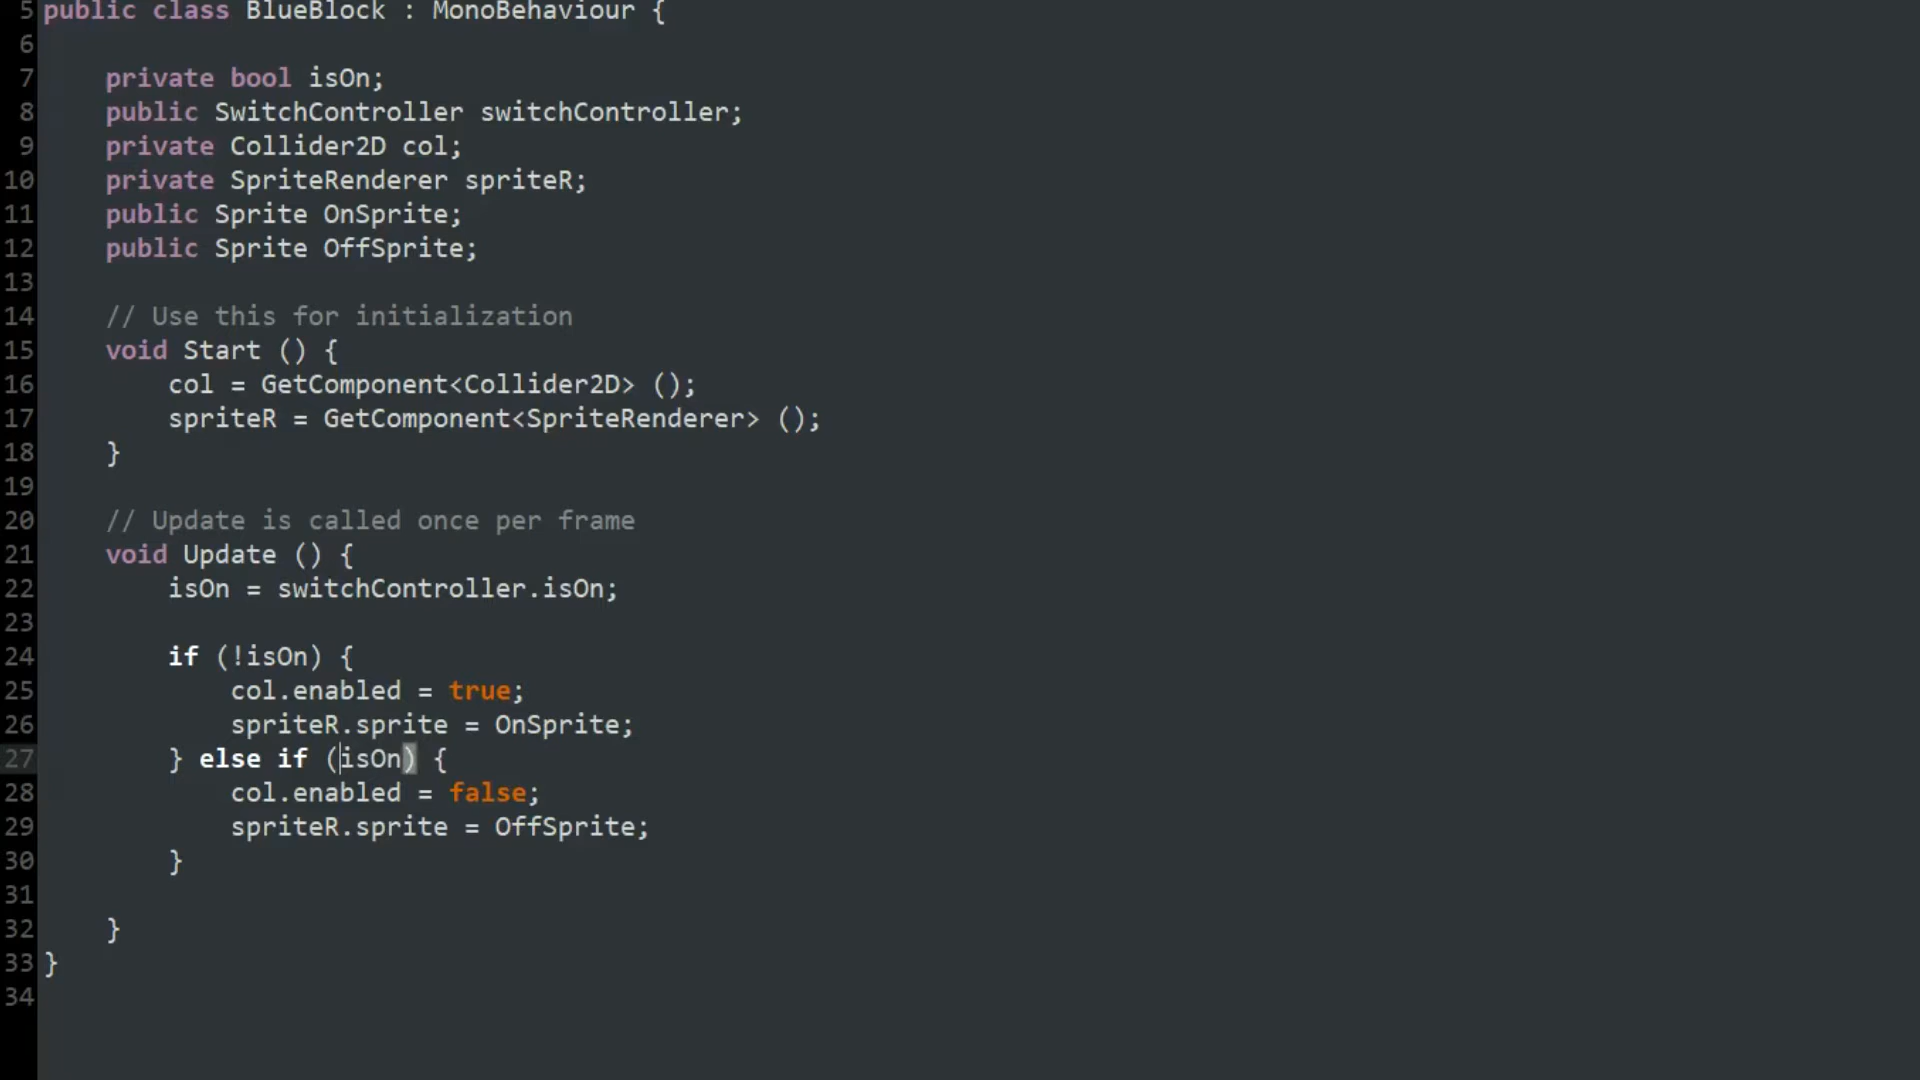 5 public class BlueBlock : MonoBehaviour {
6
7 private bool isOn;
8 public SwitchController switchController;
9 private Collider2D col;
10 private SpriteRenderer spriteR;
11 public Sprite OnSprite;
12 public Sprite OffSprite;
13
14 // Use this for initialization
15 void Start () {
16 col = GetComponent<Collider2D> ();
17 spriteR = GetComponent<SpriteRenderer> ();
18 }
19
20 // Update is called once per frame
21 void Update () {
22 isOn = switchController.isOn;
23
24 if (!isOn) {
25 col.enabled = true;
26 spriteR.sprite = OnSprite;
27 } else if (isOn) {
28 col.enabled = false;
29 spriteR.sprite = OffSprite;
30 }
31
32 }
33 }
34